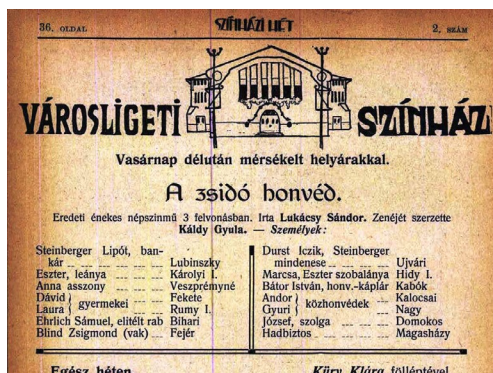 36. OLDAL
SZÍNHÁZI HÉT
2. SZÁM
VÁROSLIGETI SZÍNHÁZ
Vasárnap délután mérsékelt helyárakkal.
A zsidó honvéd.
Eredeti énekes népszinmű 3 felvonásban. Irta Lukácsy Sándor. Zenéjét szerzette
Káldy Gyula. — Személyek:
Steinberger Lipót, ban-
kár — — — — — Lubinszky
Eszter, leánya — — — Károlyi I.
Anna asszony — — — Veszprémyné
Dávid } gyermekei — — Fekete
Laura } Rumy I.
Ehrlich Sámuel, elitélt rab Bihari
Blind Zsigmond (vak) — Fejér
Durst Iczik, Steinberger
mindenese — — — — Ujvári
Marcsa, Eszter szobalánya Hidy I.
Bátor István, honv.-káplár Kabók
Andor } közhonvédek — Kalocsai
Gyuri } Nagy
József, szolga — — — Domokos
Hadbiztos — — — — Magasházy
Egész héten Küry Klára fölléptével